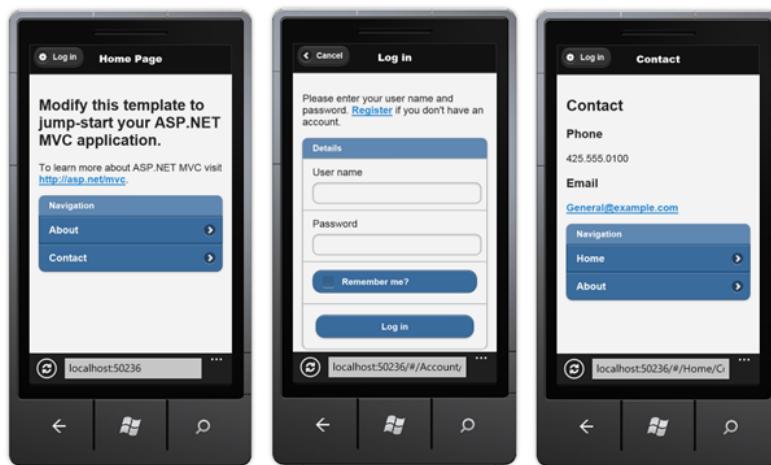 Log in
Home Page
Modify this template to
jump-start your ASP.NET
MVC application.
To learn more about ASP.NET MVC visit
http://asp.net/mvc.
Navigation
About
Contact
localhost:50236
...
Cancel
Log in
Please enter your user name and
password. Register if you don't have an
account.
Details
User name
Password
Remember me?
Log in
localhost:50236/#/Account/
...
Log in
Contact
Contact
Phone
425.555.0100
Email
General@example.com
Navigation
Home
About
localhost:50236/#/Home/C
...